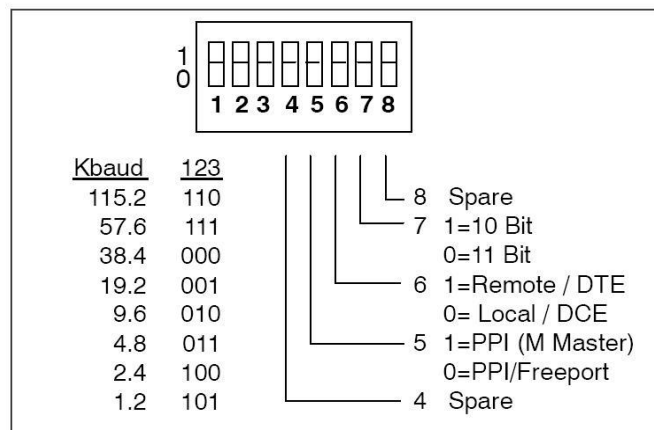 1
0
1 2 3 4 5 6 7 8
Kbaud 123
115.2 110
57.6 111
38.4 000
19.2 001
9.6 010
4.8 011
2.4 100
1.2 101
8 Spare
7 1=10 Bit
0=11 Bit
6 1=Remote / DTE
0= Local / DCE
5 1=PPI (M Master)
0=PPI/Freeport
4 Spare